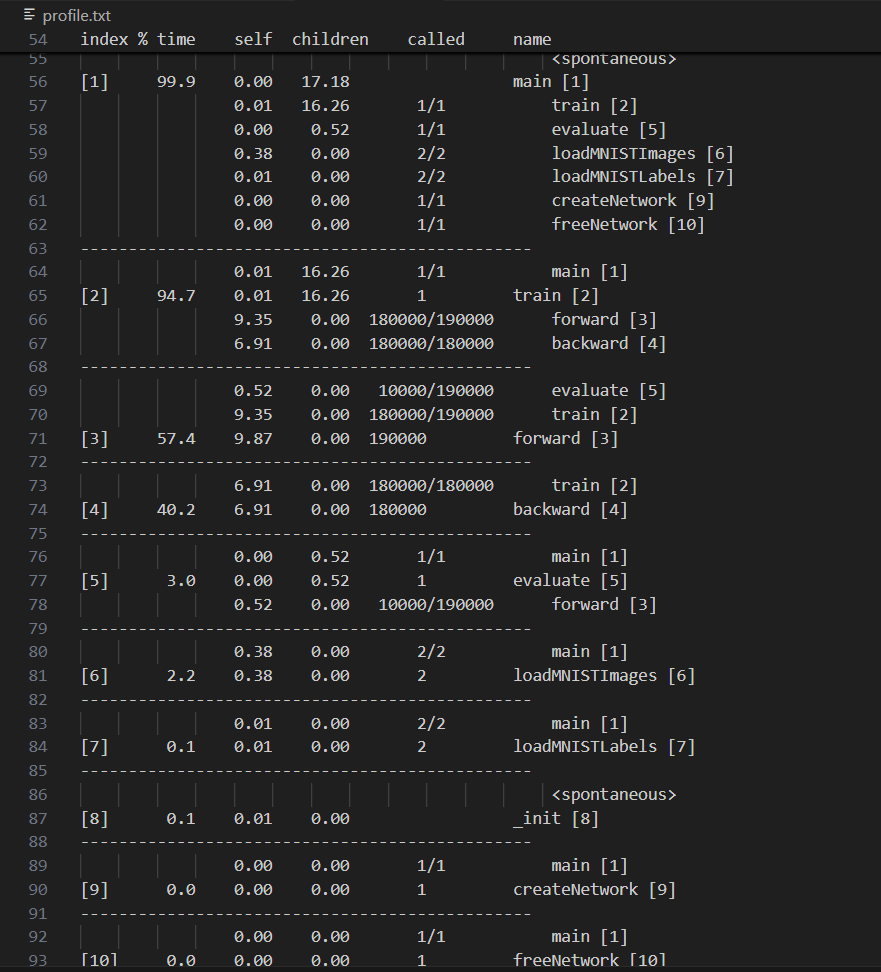 profile.txt
54 index % time self children called name
55 <spontaneous>
56 [1] 99.9 0.00 17.18 main [1]
57 0.01 16.26 1/1 train [2]
58 0.00 0.52 1/1 evaluate [5]
59 0.38 0.00 2/2 loadMNISTImages [6]
60 0.01 0.00 2/2 loadMNISTLabels [7]
61 0.00 0.00 1/1 createNetwork [9]
62 0.00 0.00 1/1 freeNetwork [10]
63 -----------------------------------------------
64 0.01 16.26 1/1 main [1]
65 [2] 94.7 0.01 16.26 1 train [2]
66 9.35 0.00 180000/190000 forward [3]
67 6.91 0.00 180000/180000 backward [4]
68 -----------------------------------------------
69 0.52 0.00 10000/190000 evaluate [5]
70 9.35 0.00 180000/190000 train [2]
71 [3] 57.4 9.87 0.00 190000 forward [3]
72 -----------------------------------------------
73 6.91 0.00 180000/180000 train [2]
74 [4] 40.2 6.91 0.00 180000 backward [4]
75 -----------------------------------------------
76 0.00 0.52 1/1 main [1]
77 [5] 3.0 0.00 0.52 1 evaluate [5]
78 0.52 0.00 10000/190000 forward [3]
79 -----------------------------------------------
80 0.38 0.00 2/2 main [1]
81 [6] 2.2 0.38 0.00 2 loadMNISTImages [6]
82 -----------------------------------------------
83 0.01 0.00 2/2 main [1]
84 [7] 0.1 0.01 0.00 2 loadMNISTLabels [7]
85 -----------------------------------------------
86 <spontaneous>
87 [8] 0.1 0.01 0.00 _init [8]
88 -----------------------------------------------
89 0.00 0.00 1/1 main [1]
90 [9] 0.0 0.00 0.00 1 createNetwork [9]
91 -----------------------------------------------
92 0.00 0.00 1/1 main [1]
93 [10] 0.0 0.00 0.00 1 freeNetwork [10]